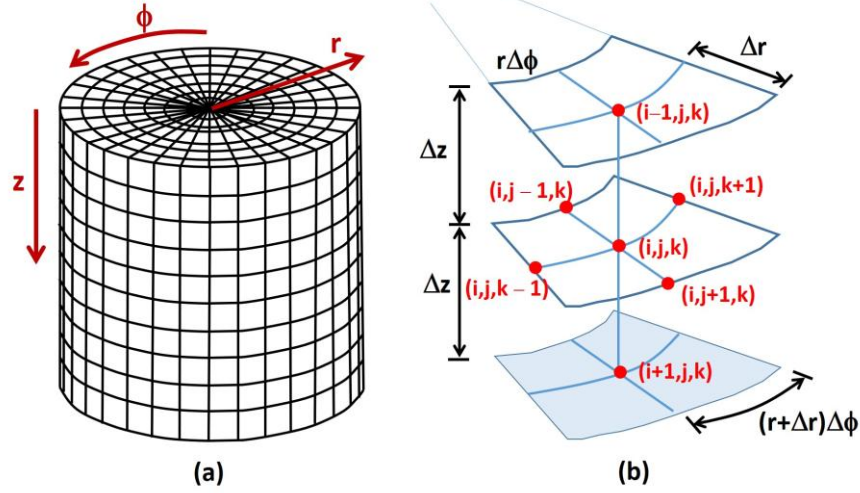 ϕ
r
z
(a)
rΔϕ
Δr
(i–1,j,k)
Δz
(i,j – 1,k)
(i,j,k+1)
(i,j,k)
Δz
(i,j,k – 1)
(i,j+1,k)
(i+1,j,k)
(r+Δr)Δϕ
(b)